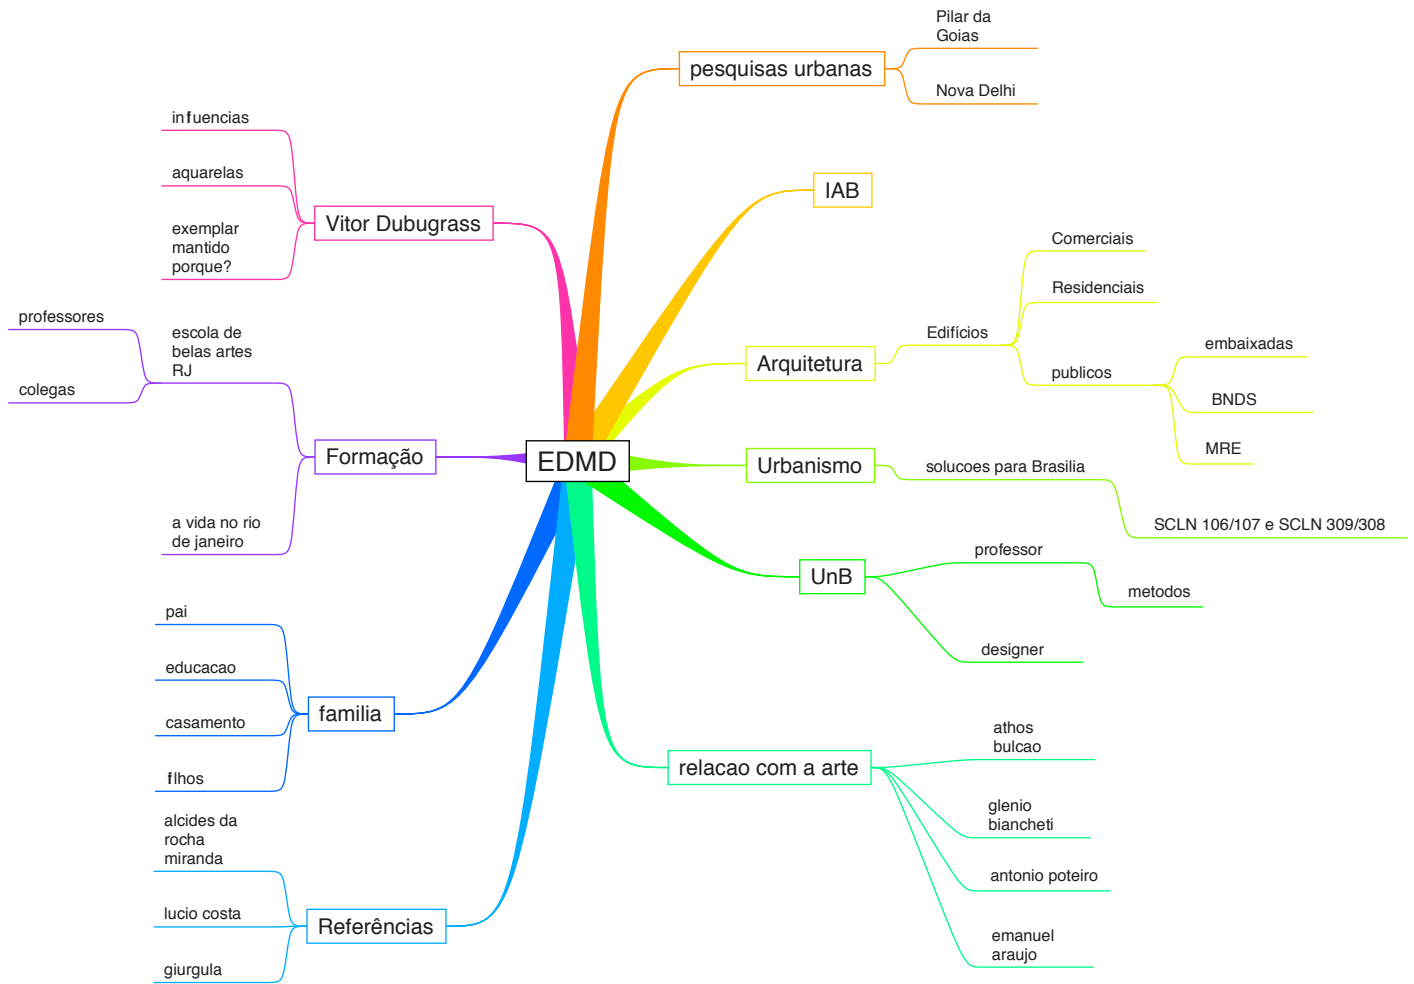 EDMD
pesquisas urbanas
Pilar da
Goias
Nova Delhi
IAB
Arquitetura
Edifícios
Comerciais
Residenciais
publicos
embaixadas
BNDS
MRE
Urbanismo
solucoes para Brasilia
SCLN 106/107 e SCLN 309/308
UnB
professor
metodos
designer
relacao com a arte
athos
bulcao
glenio
biancheti
antonio poteiro
emanuel
araujo
Vitor Dubugrass
infuencias
aquarelas
exemplar
mantido
porque?
Formação
escola de
belas artes
RJ
professores
colegas
a vida no rio
de janeiro
familia
pai
educacao
casamento
flhos
Referências
alcides da
rocha
miranda
lucio costa
giurgula